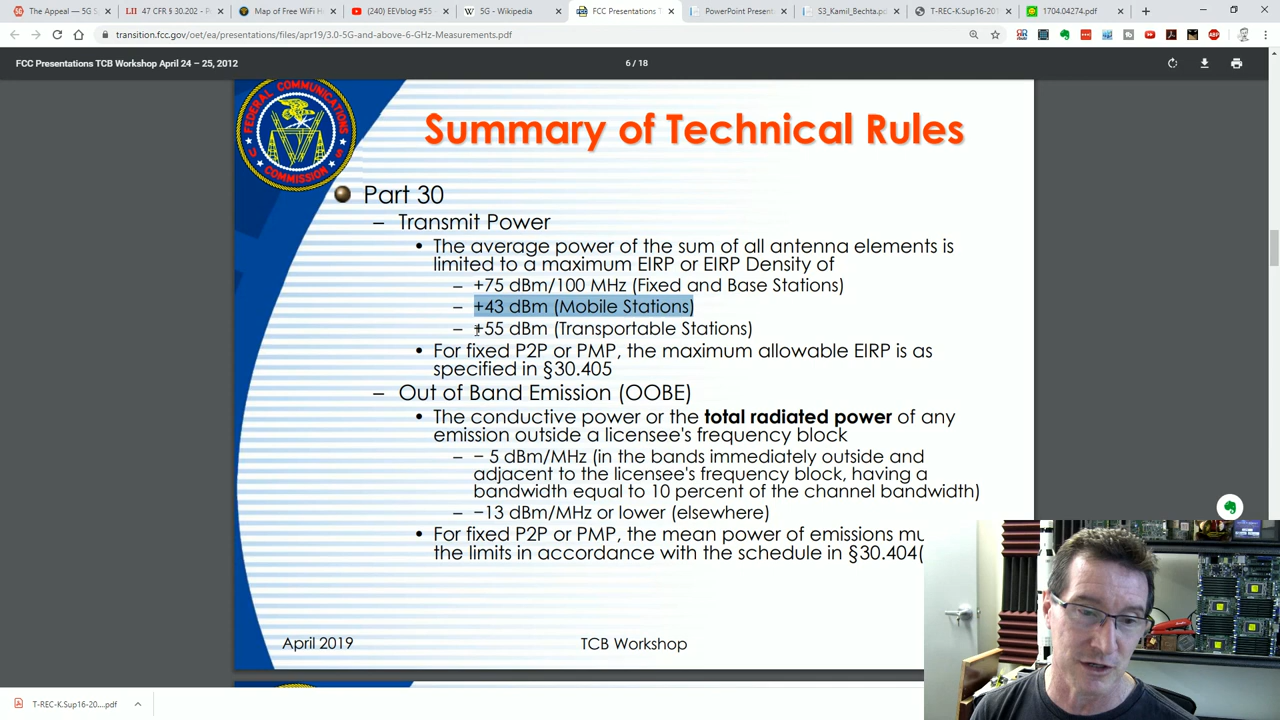 The Appeal — 5G S
LII 47 CFR § 30.202 - P
Map of Free WiFi H
(240) EEVblog #55
W 5G - Wikipedia
FCC Presentations T
PowerPoint Present
S3_Kamil_Bechta.p
T-REC-K.Sup16-201
1704.04274.pdf
transition.fcc.gov/oet/ea/presentations/files/apr19/3.0-5G-and-above-6-GHz-Measurements.pdf
FCC Presentations TCB Workshop April 24 – 25, 2012
6 / 18
Summary of Technical Rules
Part 30
– Transmit Power
• The average power of the sum of all antenna elements is
limited to a maximum EIRP or EIRP Density of
– +75 dBm/100 MHz (Fixed and Base Stations)
– +43 dBm (Mobile Stations)
– +55 dBm (Transportable Stations)
• For fixed P2P or PMP, the maximum allowable EIRP is as
specified in §30.405
– Out of Band Emission (OOBE)
• The conductive power or the total radiated power of any
emission outside a licensee's frequency block
– − 5 dBm/MHz (in the bands immediately outside and
adjacent to the licensee's frequency block, having a
bandwidth equal to 10 percent of the channel bandwidth)
– −13 dBm/MHz or lower (elsewhere)
• For fixed P2P or PMP, the mean power of emissions mu
the limits in accordance with the schedule in §30.404(
April 2019
TCB Workshop
T-REC-K.Sup16-20....pdf